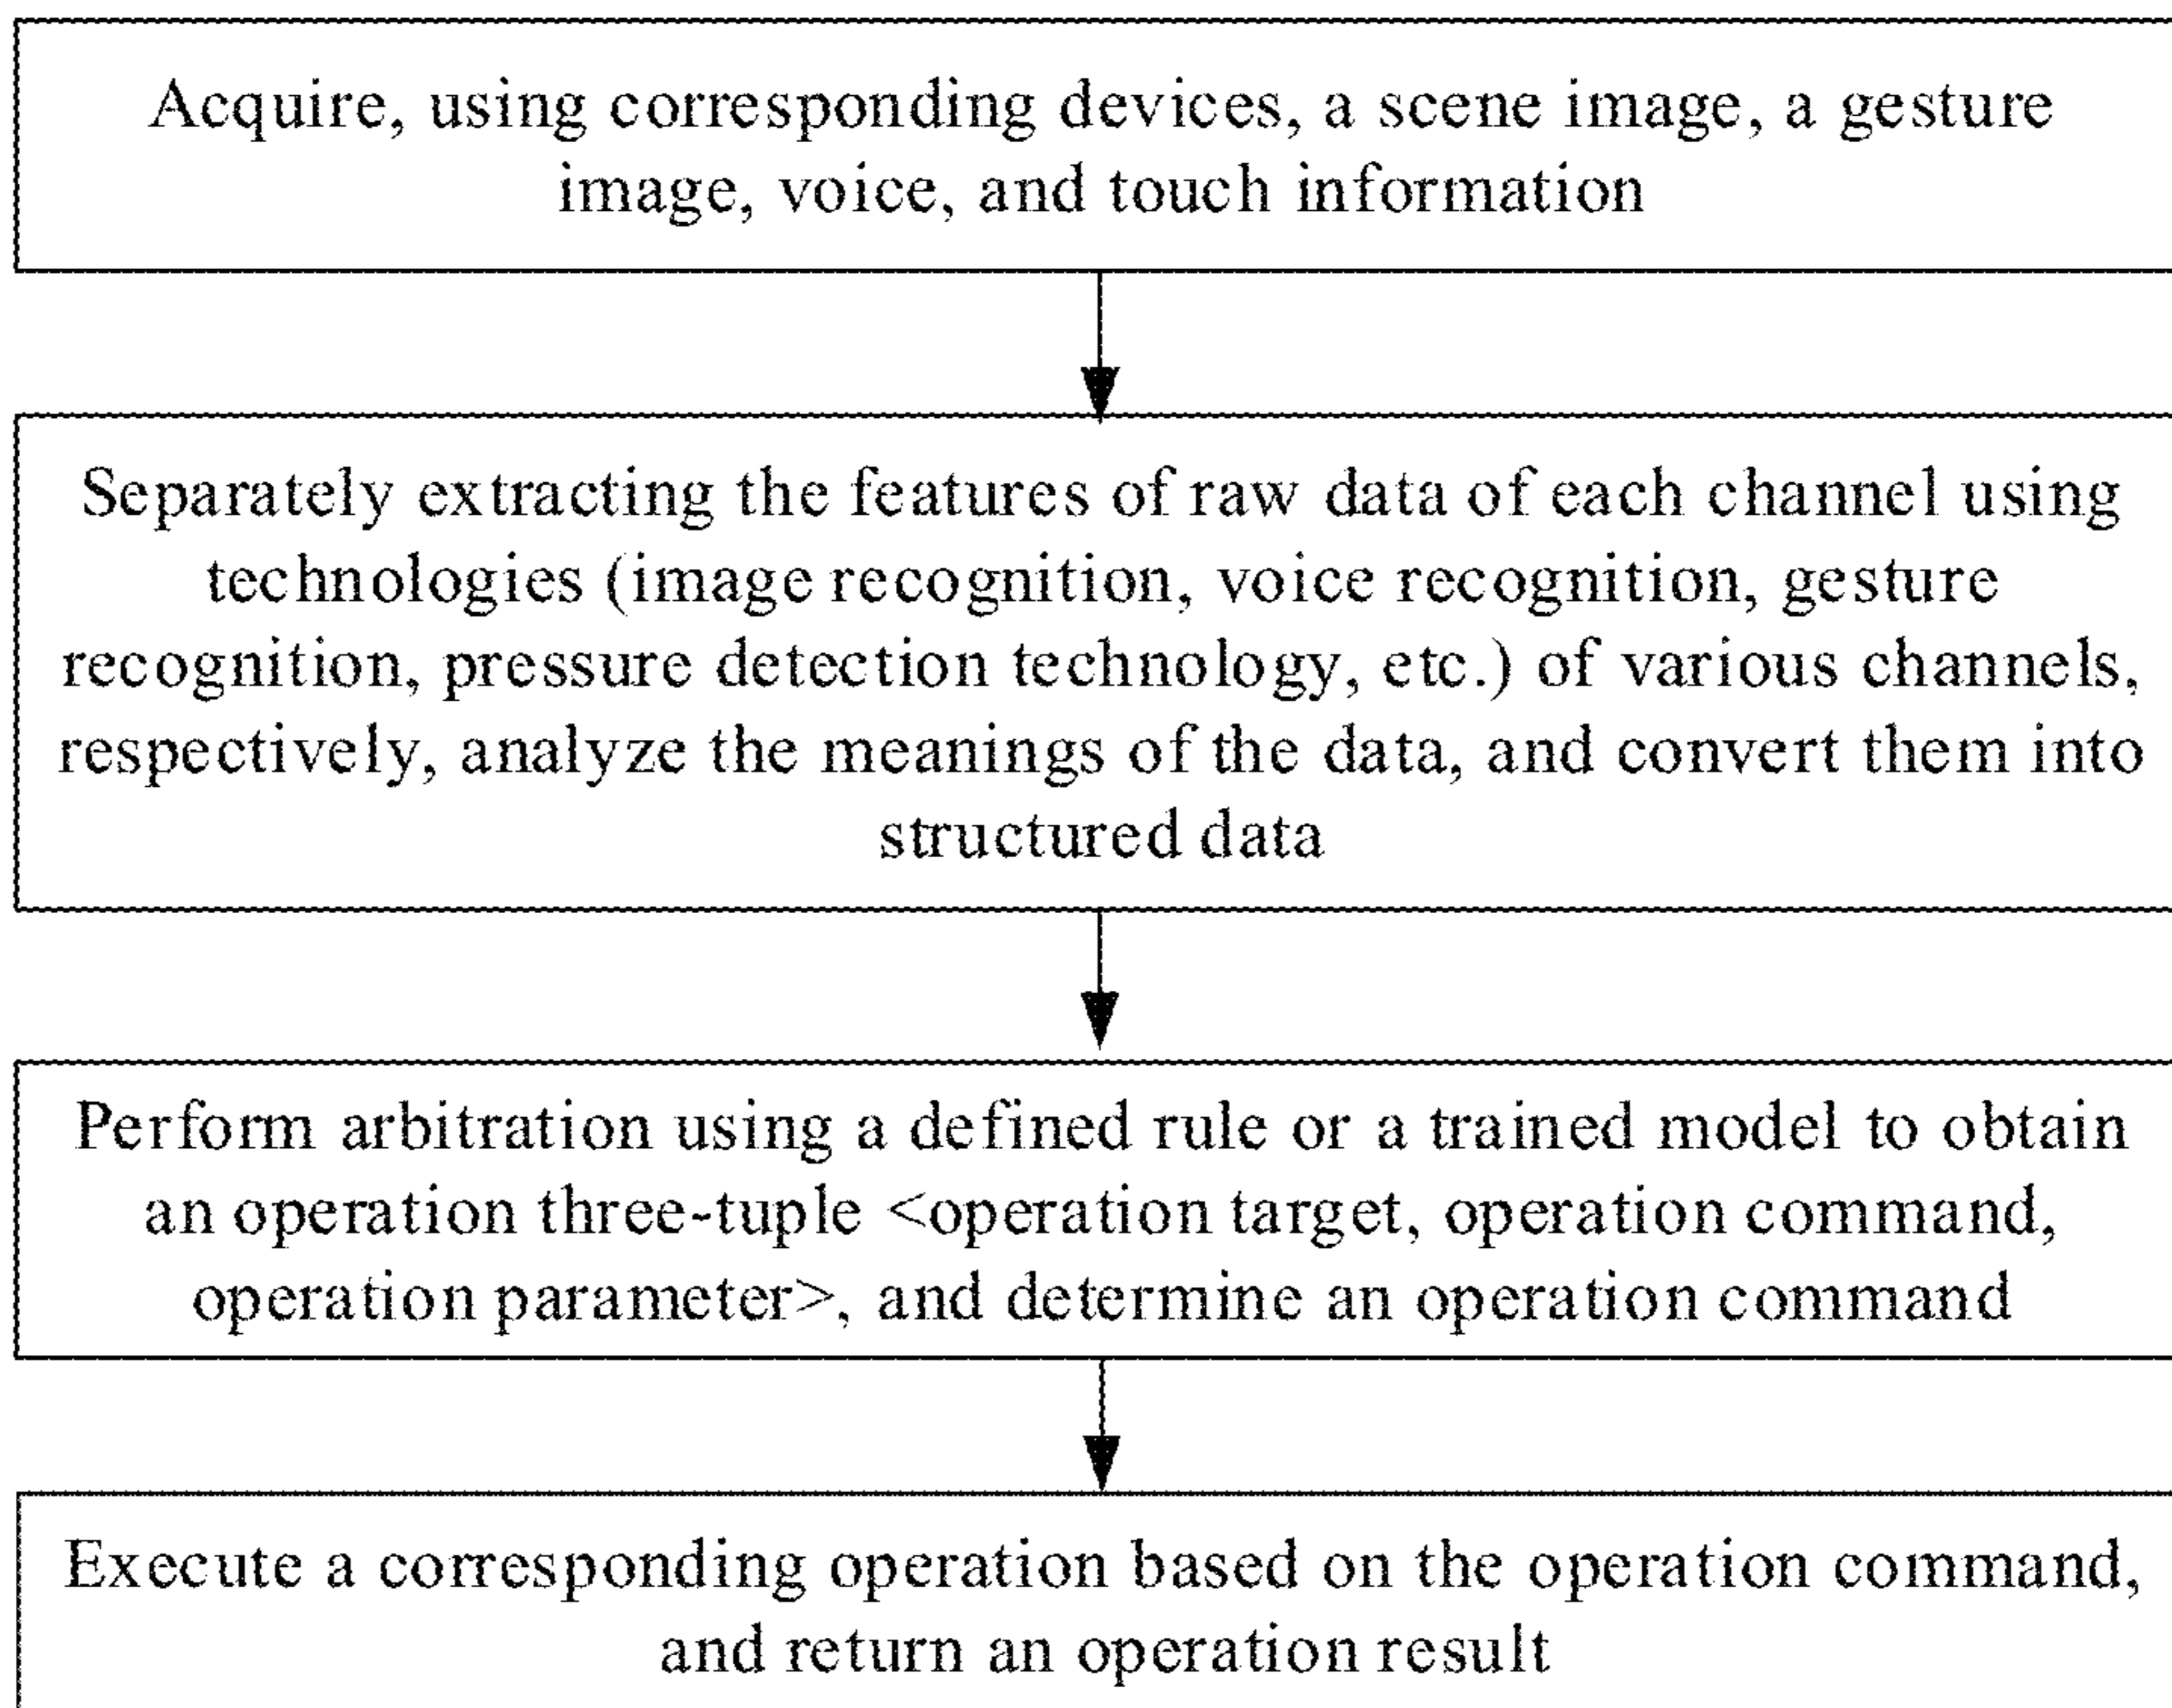 Acquire, using corresponding devices, a scene image, a gesture
image, voice, and touch information
Separately extracting the features of raw data of each channel using
technologies (image recognition, voice recognition, gesture
recognition, pressure detection technology, etc.) of various channels,
respectively, analyze the meanings of the data, and convert them into
structured data
Perform arbitration using a defined rule or a trained model to obtain
an operation three-tuple <operation target, operation command,
operation parameter>, and determine an operation command
Execute a corresponding operation based on the operation command,
and return an operation result